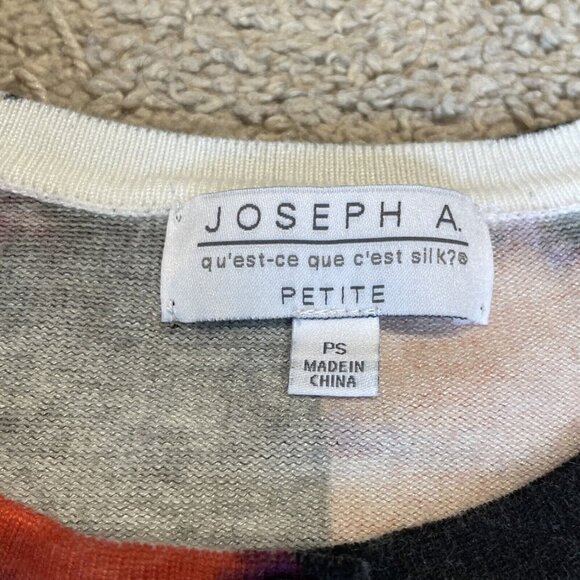 JOSEPH A.
qu'est-ce que c'est silk?®
PETITE
PS
MADE IN
CHINA